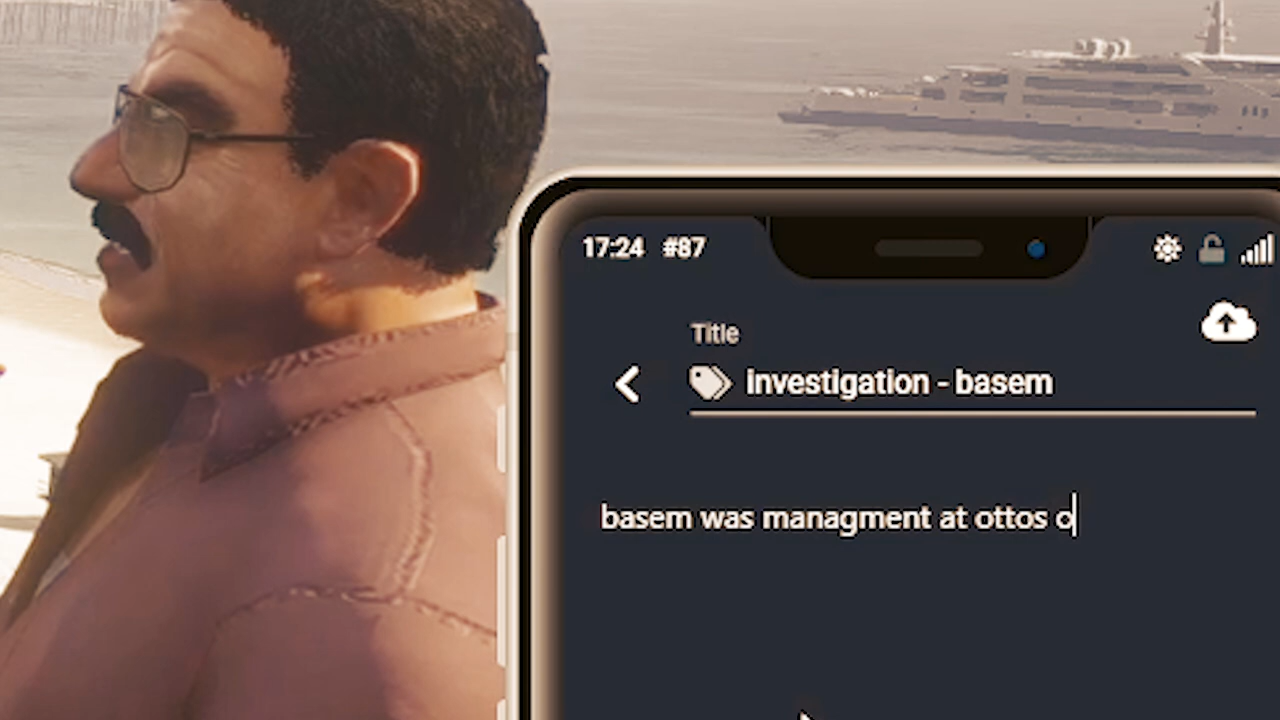 17:24 #87
Title
investigation - basem
basem was managment at ottos o